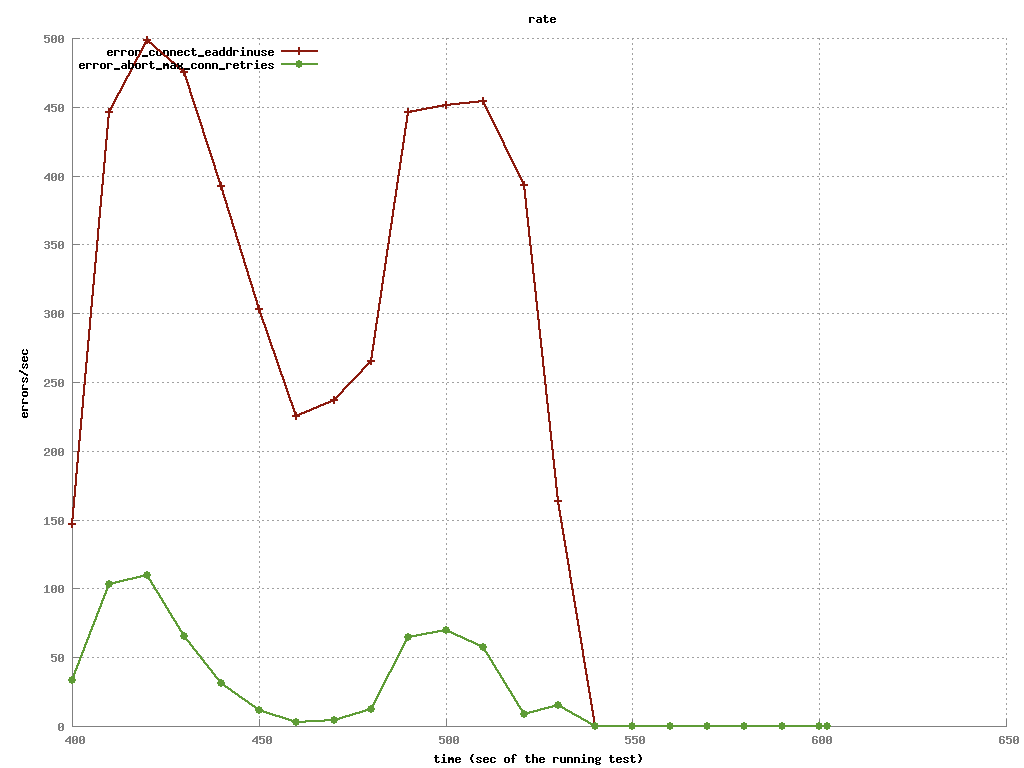 rate
500
error_connect_eaddrinuse
error_abort_max_conn_retries
450
400
350
300
250
errors/sec
200
150
100
50
0
400 450 500 550 600 650
time (sec of the running test)